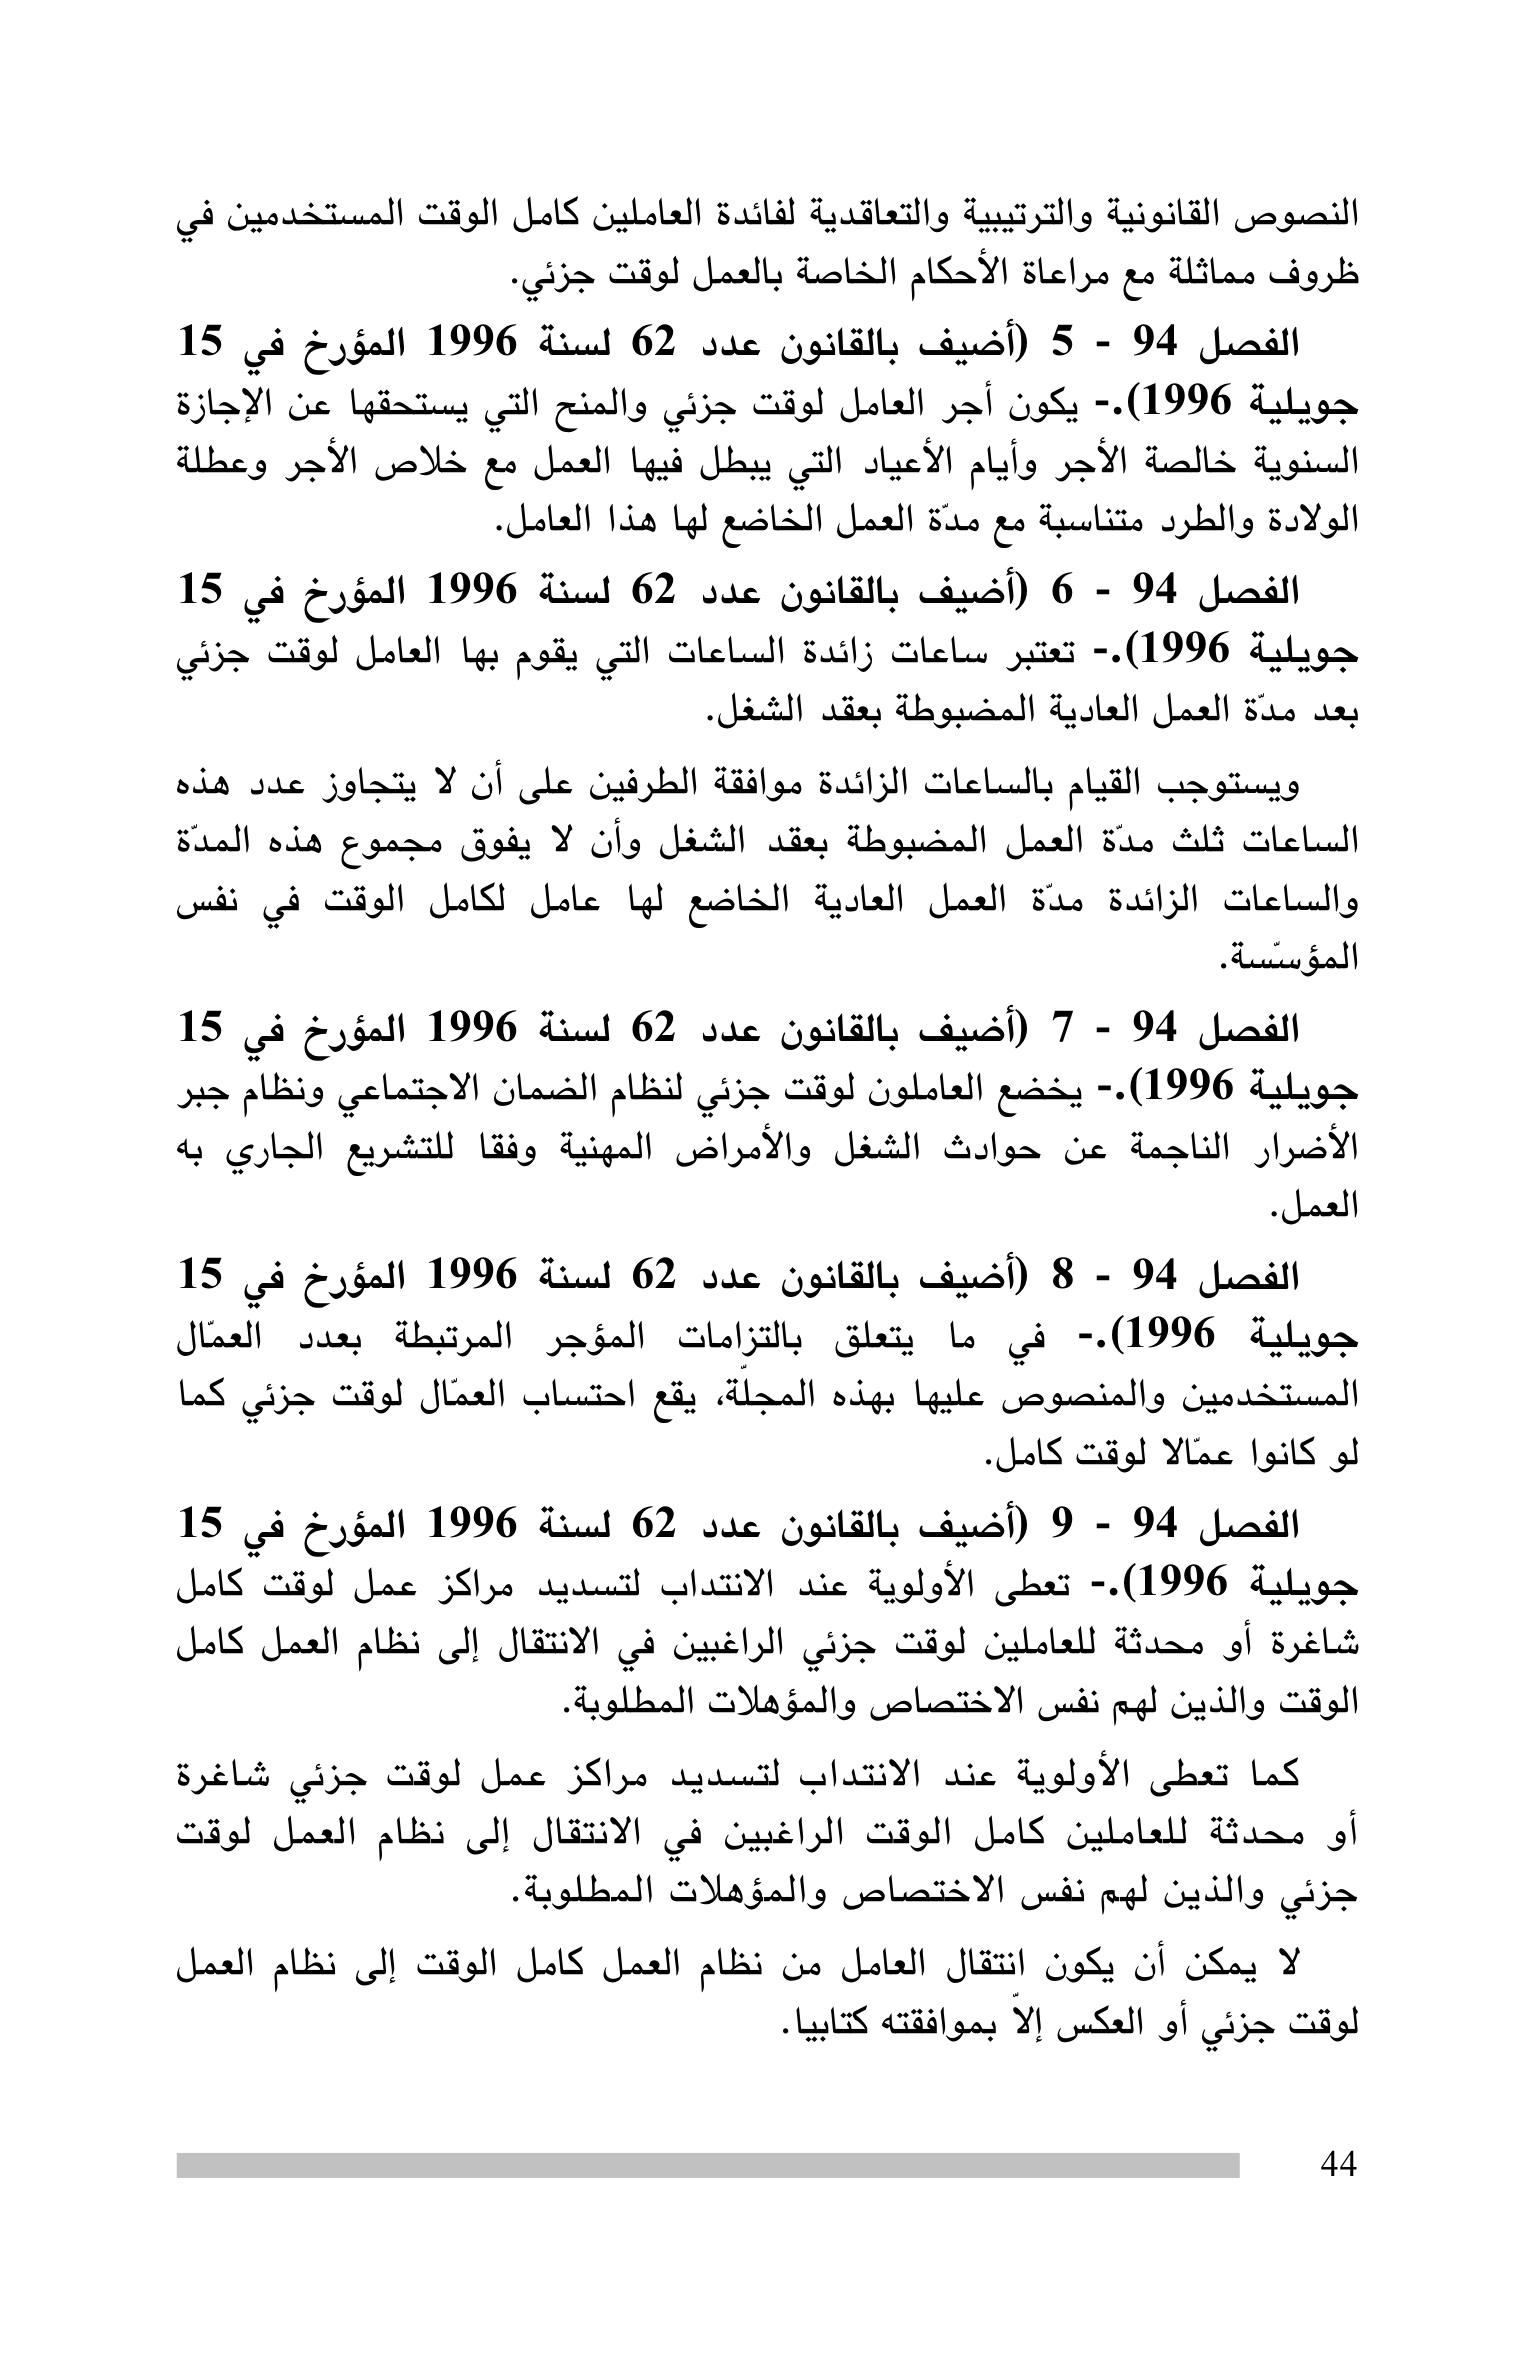 النصوص القانونية والترتيبية والتعاقدية لفائدة العاملين كامل الوقت المستخدمين في
ظروف مماثلة مع مراعاة الأحكام الخاصة بالعمل لوقت جزئي.
الفصل 94 - 5 (أضيف بالقانون عدد 62 لسنة 1996 المؤرخ في 15
جويلية 1996).- يكون أجر العامل لوقت جزئي والمنح التي يستحقها عن الإجازة
السنوية خالصة الأجر وأيام الأعياد التي يبطل فيها العمل مع خلاص الأجر وعطلة
الولادة والطرد متناسبة مع مدّة العمل الخاضع لها هذا العامل.
الفصل 94 - 6 (أضيف بالقانون عدد 62 لسنة 1996 المؤرخ في 15
جويلية 1996).- تعتبر ساعات زائدة الساعات التي يقوم بها العامل لوقت جزئي
بعد مدّة العمل العادية المضبوطة بعقد الشغل.
ويستوجب القيام بالساعات الزائدة موافقة الطرفين على أن لا يتجاوز عدد هذه
الساعات ثلث مدّة العمل المضبوطة بعقد الشغل وأن لا يفوق مجموع هذه المدّة
والساعات الزائدة مدّة العمل العادية الخاضع لها عامل لكامل الوقت في نفس
المؤسّسة.
الفصل 94 - 7 (أضيف بالقانون عدد 62 لسنة 1996 المؤرخ في 15
جويلية 1996).- يخضع العاملون لوقت جزئي لنظام الضمان الاجتماعي ونظام جبر
الأضرار الناجمة عن حوادث الشغل والأمراض المهنية وفقا للتشريع الجاري به
العمل.
الفصل 94 - 8 (أضيف بالقانون عدد 62 لسنة 1996 المؤرخ في 15
جويلية 1996).- في ما يتعلق بالتزامات المؤجر المرتبطة بعدد العمّال
المستخدمين والمنصوص عليها بهذه المجلّة، يقع احتساب العمّال لوقت جزئي كما
لو كانوا عمّالا لوقت كامل.
الفصل 94 - 9 (أضيف بالقانون عدد 62 لسنة 1996 المؤرخ في 15
جويلية 1996).- تعطى الأولوية عند الانتداب لتسديد مراكز عمل لوقت كامل
شاغرة أو محدثة للعاملين لوقت جزئي الراغبين في الانتقال إلى نظام العمل كامل
الوقت والذين لهم نفس الاختصاص والمؤهلات المطلوبة.
كما تعطى الأولوية عند الانتداب لتسديد مراكز عمل لوقت جزئي شاغرة
أو محدثة للعاملين كامل الوقت الراغبين في الانتقال إلى نظام العمل لوقت
جزئي والذين لهم نفس الاختصاص والمؤهلات المطلوبة.
لا يمكن أن يكون انتقال العامل من نظام العمل كامل الوقت إلى نظام العمل
لوقت جزئي أو العكس إلاّ بموافقته كتابيا.
44